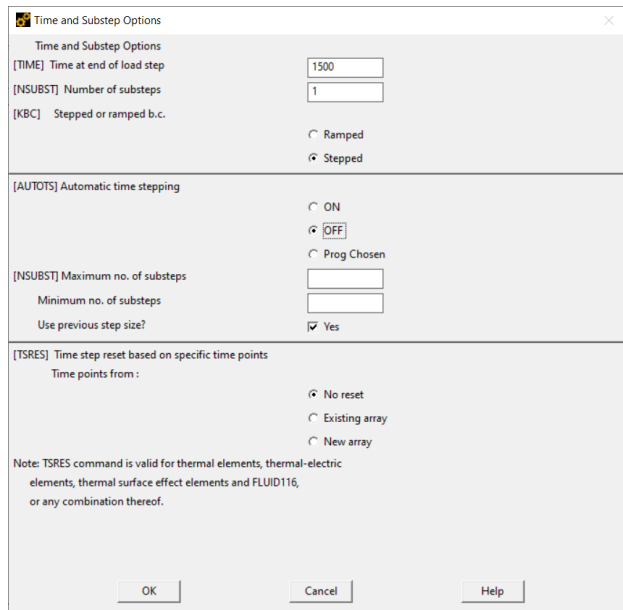 Time and Substep Options
Time and Substep Options
[TIME] Time at end of load step 1500
[NSUBST] Number of substeps 1
[KBC] Stepped or ramped b.c.
Ramped
Stepped
[AUTOTS] Automatic time stepping
ON
OFF
Prog Chosen
[NSUBST] Maximum no. of substeps
Minimum no. of substeps
Use previous step size? Yes
[TSRES] Time step reset based on specific time points
Time points from :
No reset
Existing array
New array
Note: TSRES command is valid for thermal elements, thermal-electric
elements, thermal surface effect elements and FLUID116,
or any combination thereof.
OK Cancel Help